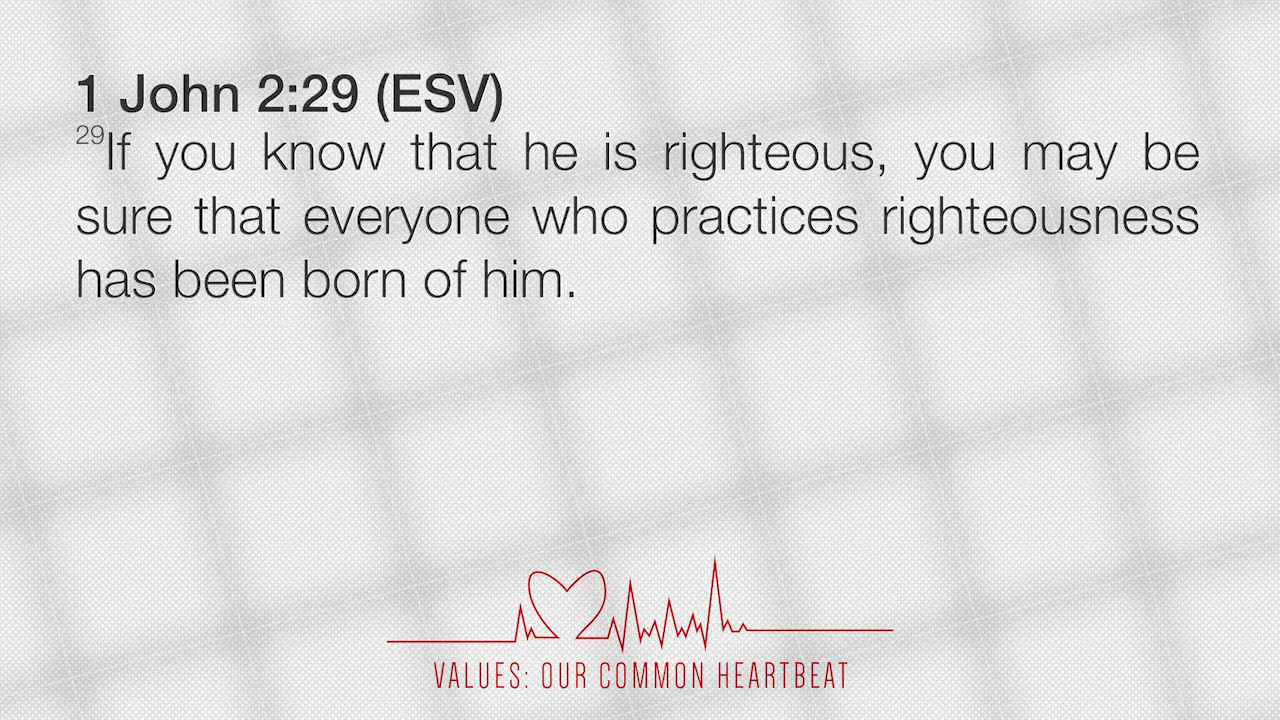 1 John 2:29 (ESV)
29If you know that he is righteous, you may be
sure that everyone who practices righteousness
has been born of him.
VALUES: OUR COMMON HEARTBEAT